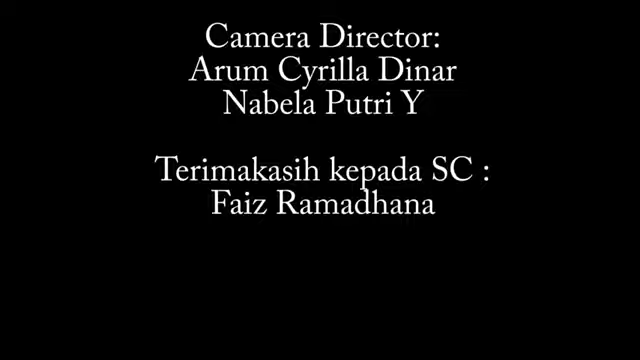 Camera Director:
Arum Cyrilla Dinar
Nabela Putri Y
Terimakasih kepada SC :
Faiz Ramadhana